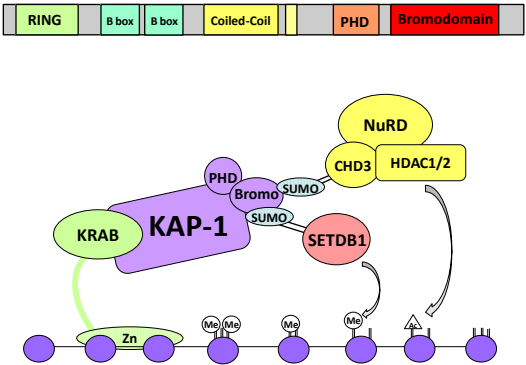 RING B box B box Coiled-Coil PHD Bromodomain
NuRD
CHD3 HDAC1/2
PHD
Bromo SUMO
KAP-1 SUMO
KRAB SETDB1
Me Me Me Me Ac
Zn